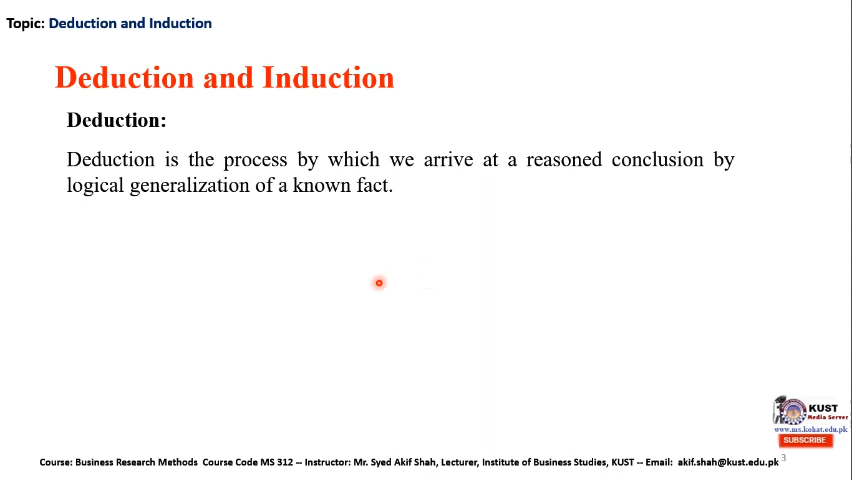 Topic: Deduction and Induction
Deduction and Induction
Deduction:
Deduction is the process by which we arrive at a reasoned conclusion by
logical generalization of a known fact.
KUST
Media Server
www.ms.kohat.edu.pk
SUBSCRIBE
Course: Business Research Methods Course Code MS 312 -- Instructor: Mr. Syed Akif Shah, Lecturer, Institute of Business Studies, KUST -- Email: akif.shah@kust.edu.pk 3